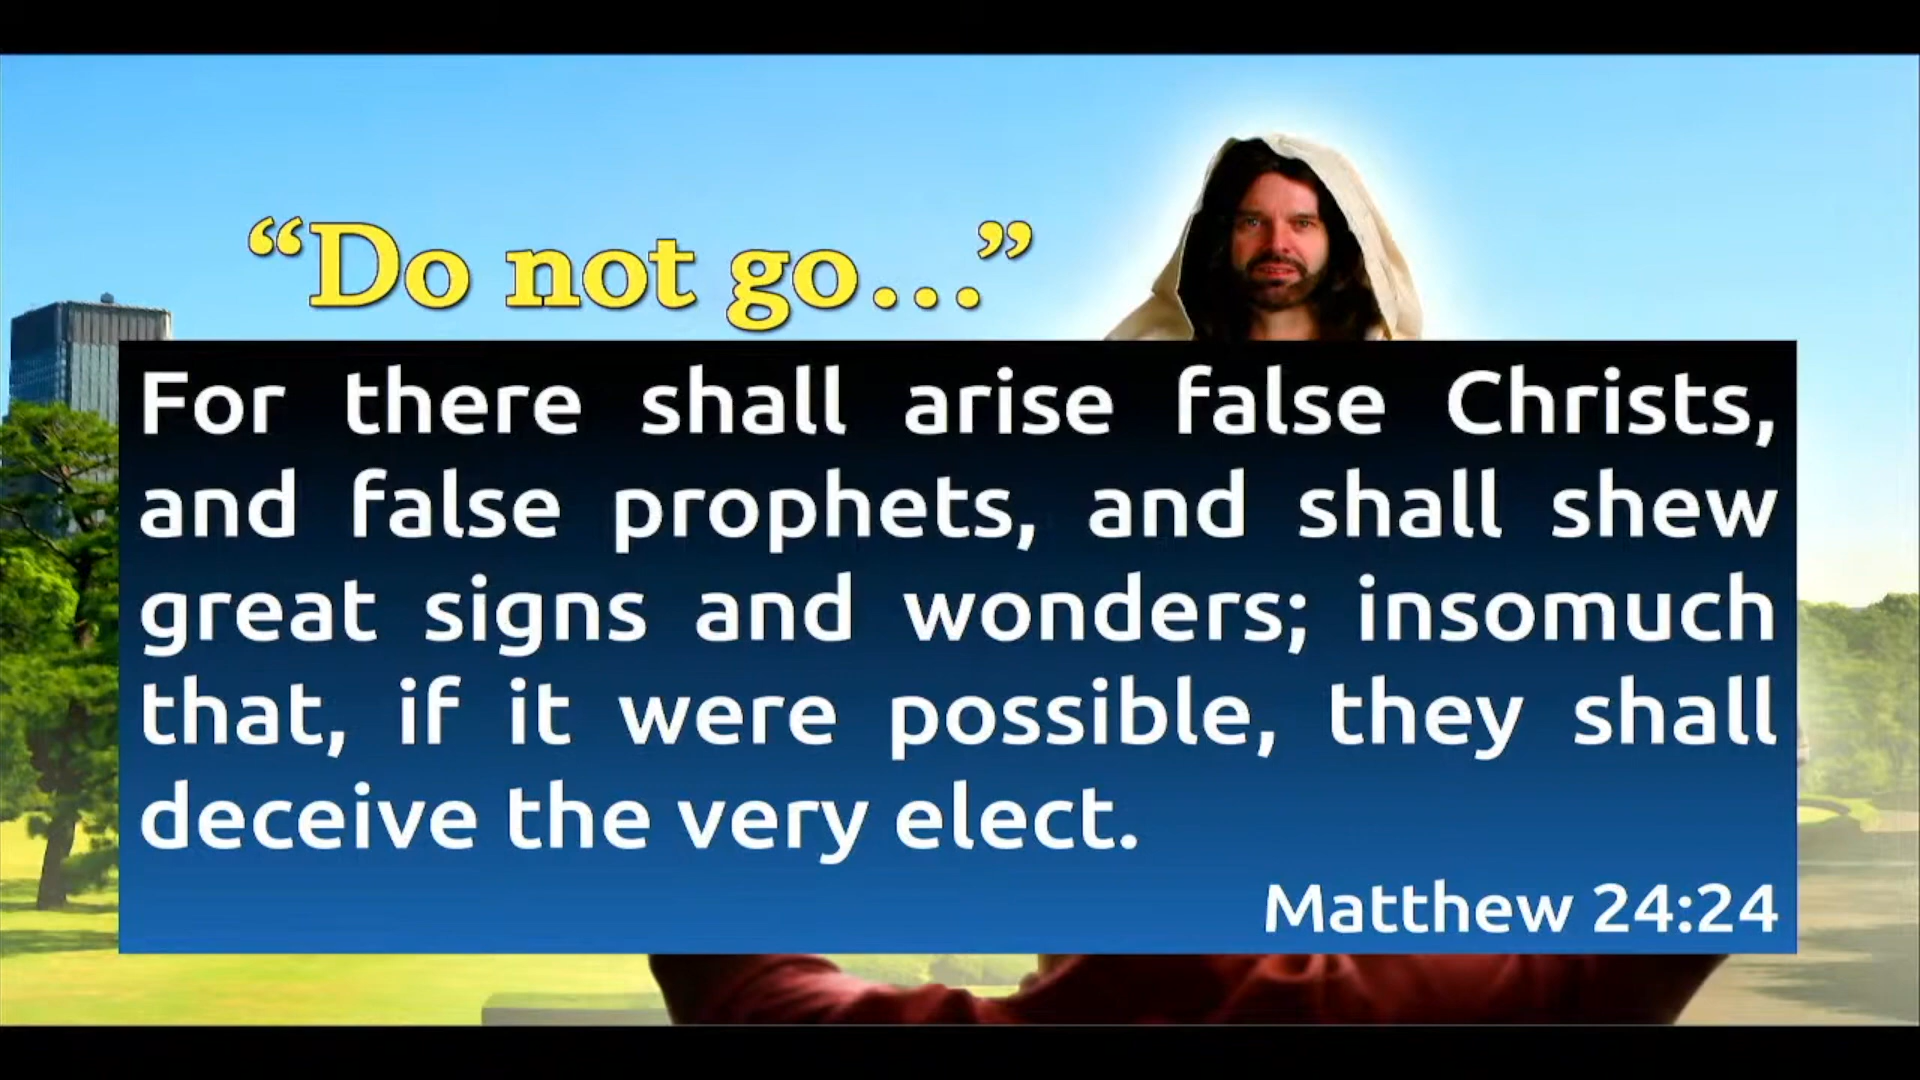 “Do not go...”
For there shall arise false Christs,
and false prophets, and shall shew
great signs and wonders; insomuch
that, if it were possible, they shall
deceive the very elect.
Matthew 24:24